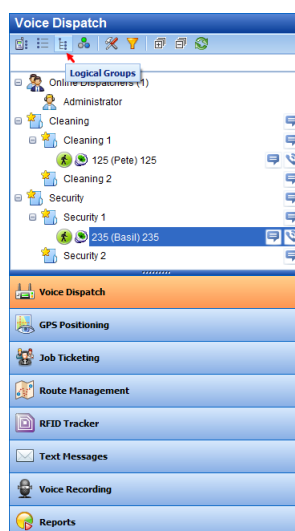 Voice Dispatch
Logical Groups
Online Dispatchers (1)
Administrator
Cleaning
Cleaning 1
125 (Pete) 125
Cleaning 2
Security
Security 1
235 (Basil) 235
Security 2
Voice Dispatch
GPS Positioning
Job Ticketing
Route Management
RFID Tracker
Text Messages
Voice Recording
Reports